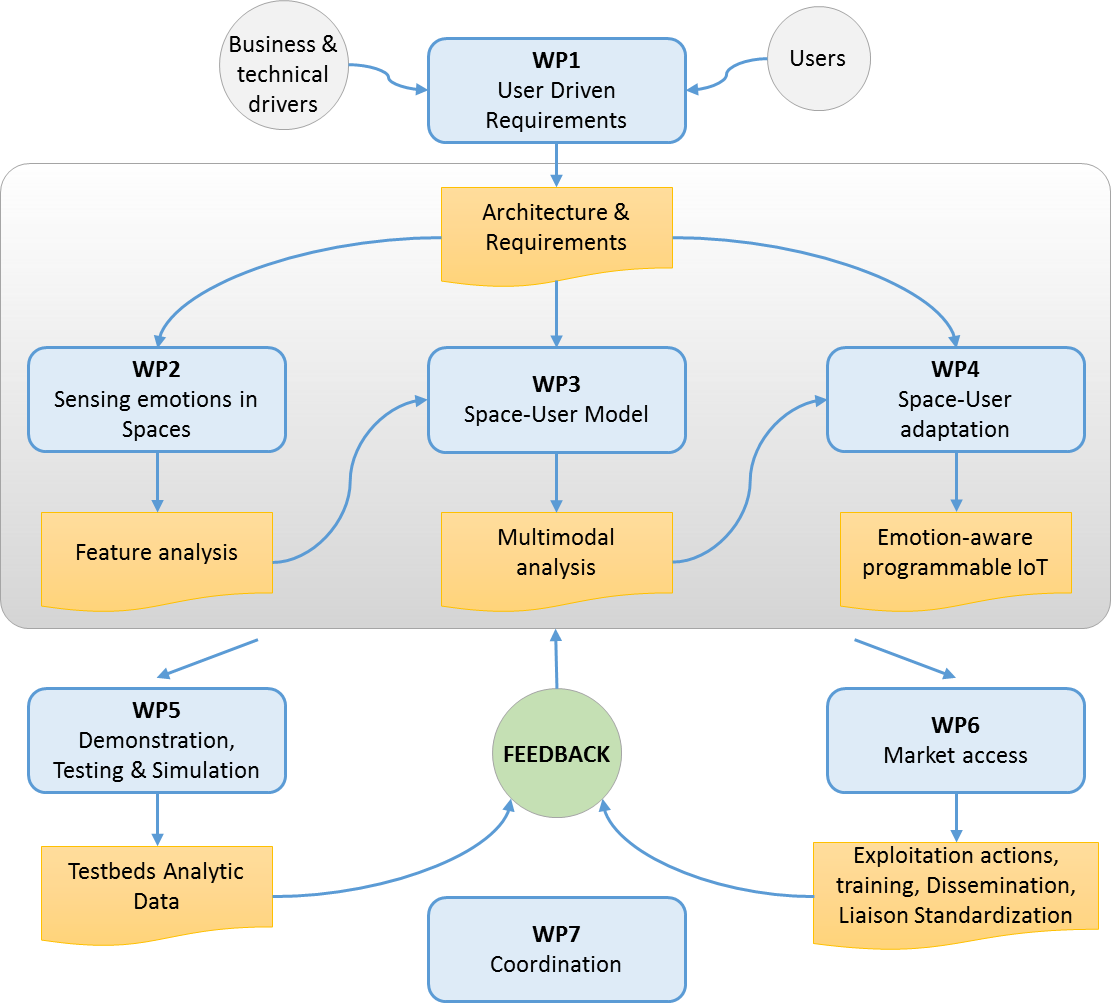 Business &
technical
drivers
WP1
User Driven
Requirements
Users
Architecture &
Requirements
WP2
Sensing emotions in
Spaces
WP3
Space-User Model
WP4
Space-User
adaptation
Feature analysis
Multimodal
analysis
Emotion-aware
programmable IoT
WP5
Demonstration,
Testing & Simulation
FEEDBACK
WP6
Market access
Testbeds Analytic
Data
Exploitation actions,
training, Dissemination,
Liaison Standardization
WP7
Coordination